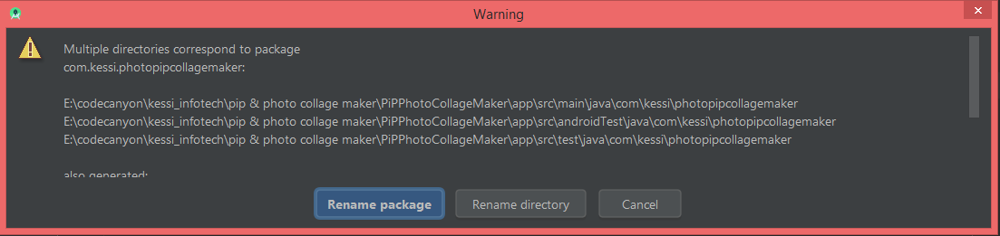 Warning
Multiple directories correspond to package
com.kessi.photopipcollagemaker:
E:\codecanyon\kessi_infotech\pip & photo collage maker\PiPPhotoCollageMaker\app\src\main\java\com\kessi\photopipcollagemaker
E:\codecanyon\kessi_infotech\pip & photo collage maker\PiPPhotoCollageMaker\app\src\androidTest\java\com\kessi\photopipcollagemaker
E:\codecanyon\kessi_infotech\pip & photo collage maker\PiPPhotoCollageMaker\app\src\test\java\com\kessi\photopipcollagemaker
also generated:
Rename package Rename directory Cancel